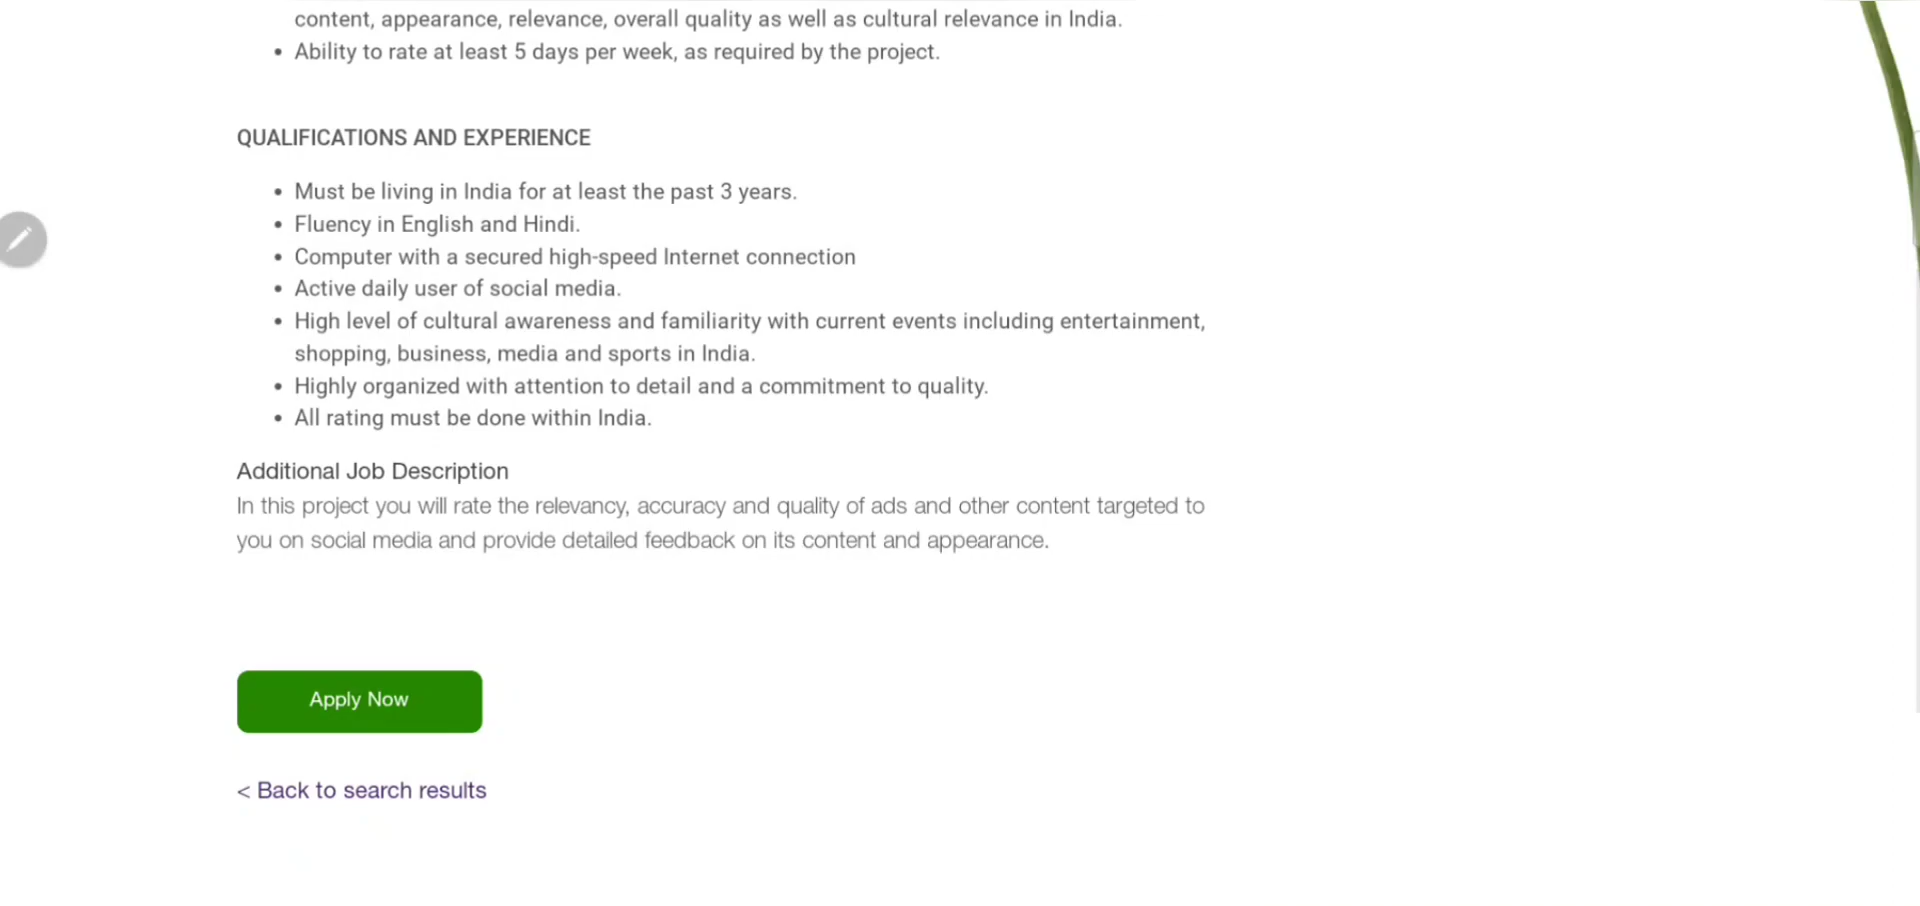 content, appearance, relevance, overall quality as well as cultural relevance in India.
• Ability to rate at least 5 days per week, as required by the project.
QUALIFICATIONS AND EXPERIENCE
• Must be living in India for at least the past 3 years.
• Fluency in English and Hindi.
• Computer with a secured high-speed Internet connection
• Active daily user of social media.
• High level of cultural awareness and familiarity with current events including entertainment,
shopping, business, media and sports in India.
• Highly organized with attention to detail and a commitment to quality.
• All rating must be done within India.
Additional Job Description
In this project you will rate the relevancy, accuracy and quality of ads and other content targeted to
you on social media and provide detailed feedback on its content and appearance.
Apply Now
< Back to search results